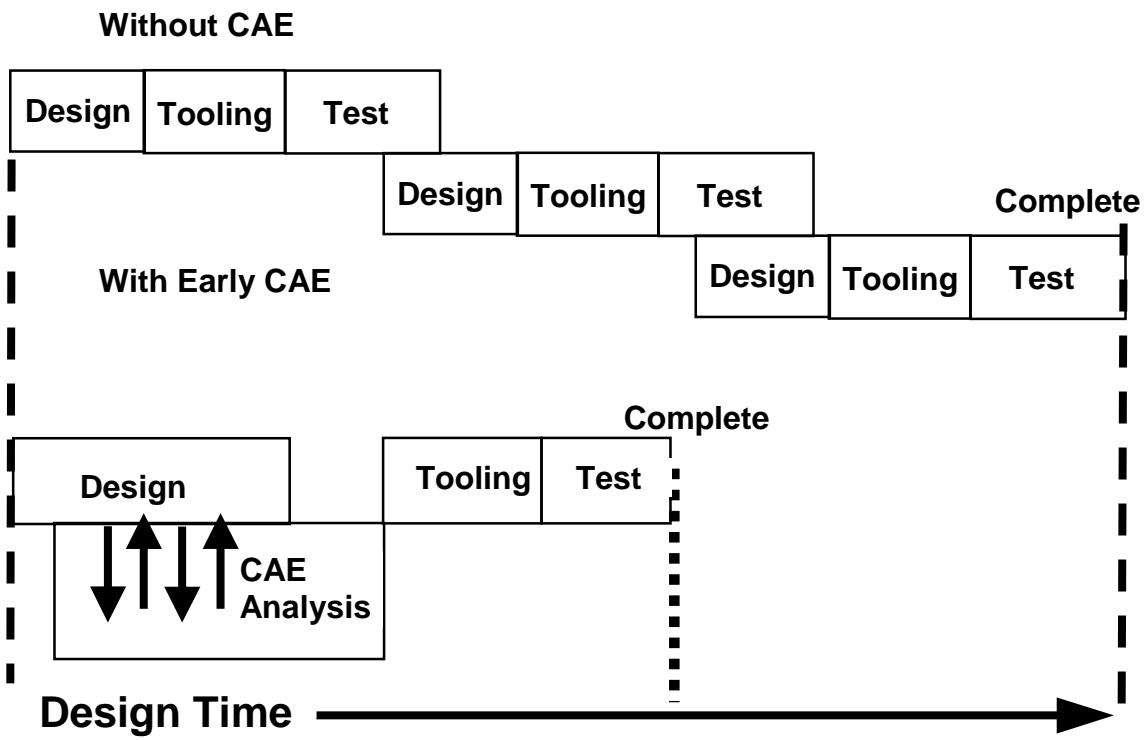 Without CAE
Design Tooling Test
Design Tooling Test
Complete
Design Tooling Test
With Early CAE
Complete
Design
Tooling Test
CAE
Analysis
Design Time